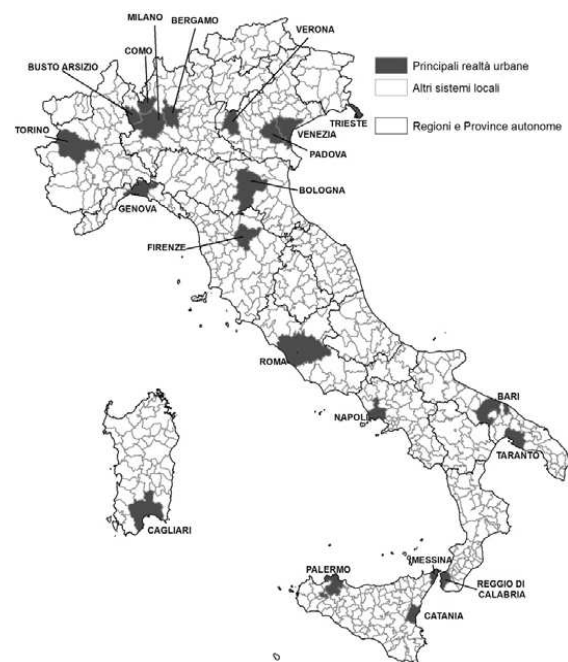 MILANO
BERGAMO
COMO
VERONA
BUSTO ARSIZIO
TORINO
TRIESTE
VENEZIA
PADOVA
BOLOGNA
GENOVA
FIRENZE
ROMA
NAPOLI
BARI
TARANTO
CAGLIARI
MESSINA
PALERMO
REGGIO DI
CALABRIA
CATANIA
Principali realtà urbane
Altri sistemi locali
Regioni e Province autonome